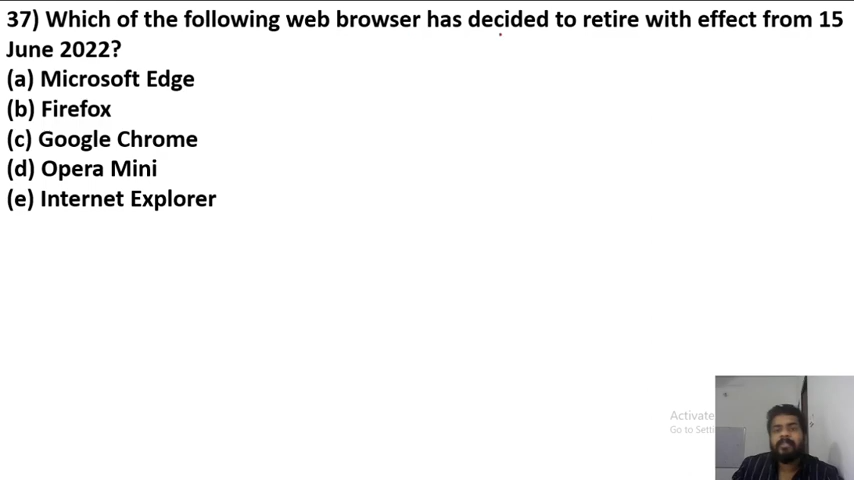 37) Which of the following web browser has decided to retire with effect from 15
June 2022?
(a) Microsoft Edge
(b) Firefox
(c) Google Chrome
(d) Opera Mini
(e) Internet Explorer
Activate
Go to